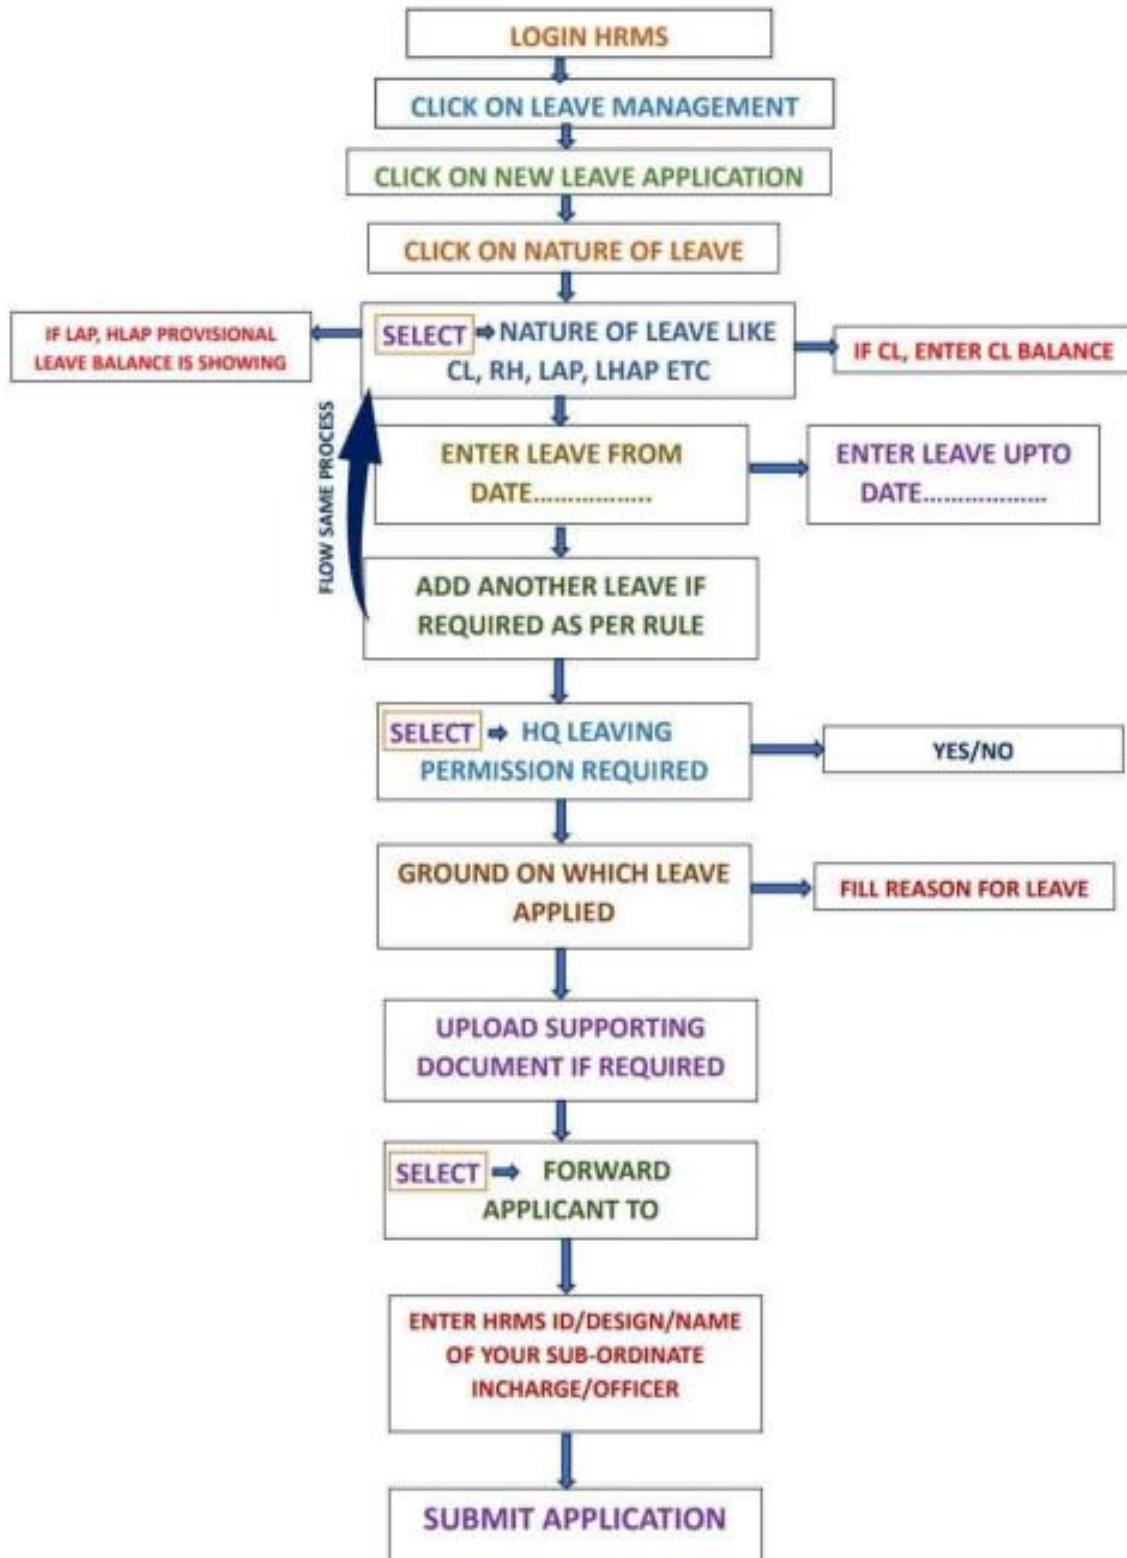 LOGIN HRMS
CLICK ON LEAVE MANAGEMENT
CLICK ON NEW LEAVE APPLICATION
CLICK ON NATURE OF LEAVE
IF LAP, HLAP PROVISIONAL
LEAVE BALANCE IS SHOWING
SELECT NATURE OF LEAVE LIKE
CL, RH, LAP, LHAP ETC
IF CL, ENTER CL BALANCE
FLOW SAME PROCESS
ENTER LEAVE FROM
DATE................
ENTER LEAVE UPTO
DATE..................
ADD ANOTHER LEAVE IF
REQUIRED AS PER RULE
SELECT HQ LEAVING
PERMISSION REQUIRED
YES/NO
GROUND ON WHICH LEAVE
APPLIED
FILL REASON FOR LEAVE
UPLOAD SUPPORTING
DOCUMENT IF REQUIRED
SELECT FORWARD
APPLICANT TO
ENTER HRMS ID/DESIGN/NAME
OF YOUR SUB-ORDINATE
INCHARGE/OFFICER
SUBMIT APPLICATION